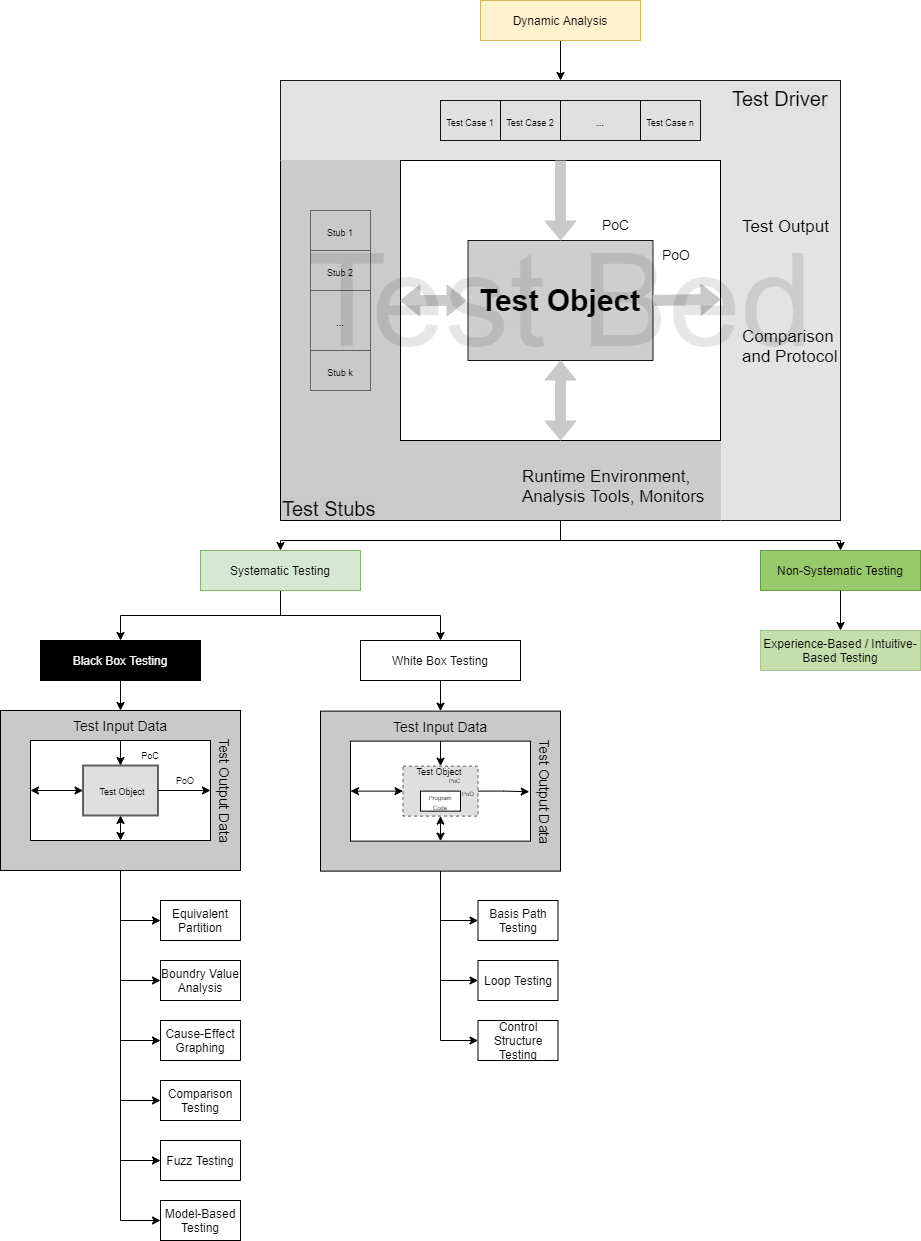 Dynamic Analysis
Test Driver
Test Case 1
Test Case 2
...
Test Case n
Stub 1
Stub 2
...
Stub k
PoC
PoO
Test Object
Test Bed
Test Output
Comparison
and Protocol
Runtime Environment,
Analysis Tools, Monitors
Test Stubs
Systematic Testing
Non-Systematic Testing
Black Box Testing
White Box Testing
Experience-Based / Intuitive-
Based Testing
Test Input Data
PoC
PoO
Test Object
Test Output Data
Test Input Data
Test Object
PoC
PoO
Program
Code
Test Output Data
Equivalent
Partition
Boundry Value
Analysis
Cause-Effect
Graphing
Comparison
Testing
Fuzz Testing
Model-Based
Testing
Basis Path
Testing
Loop Testing
Control
Structure
Testing